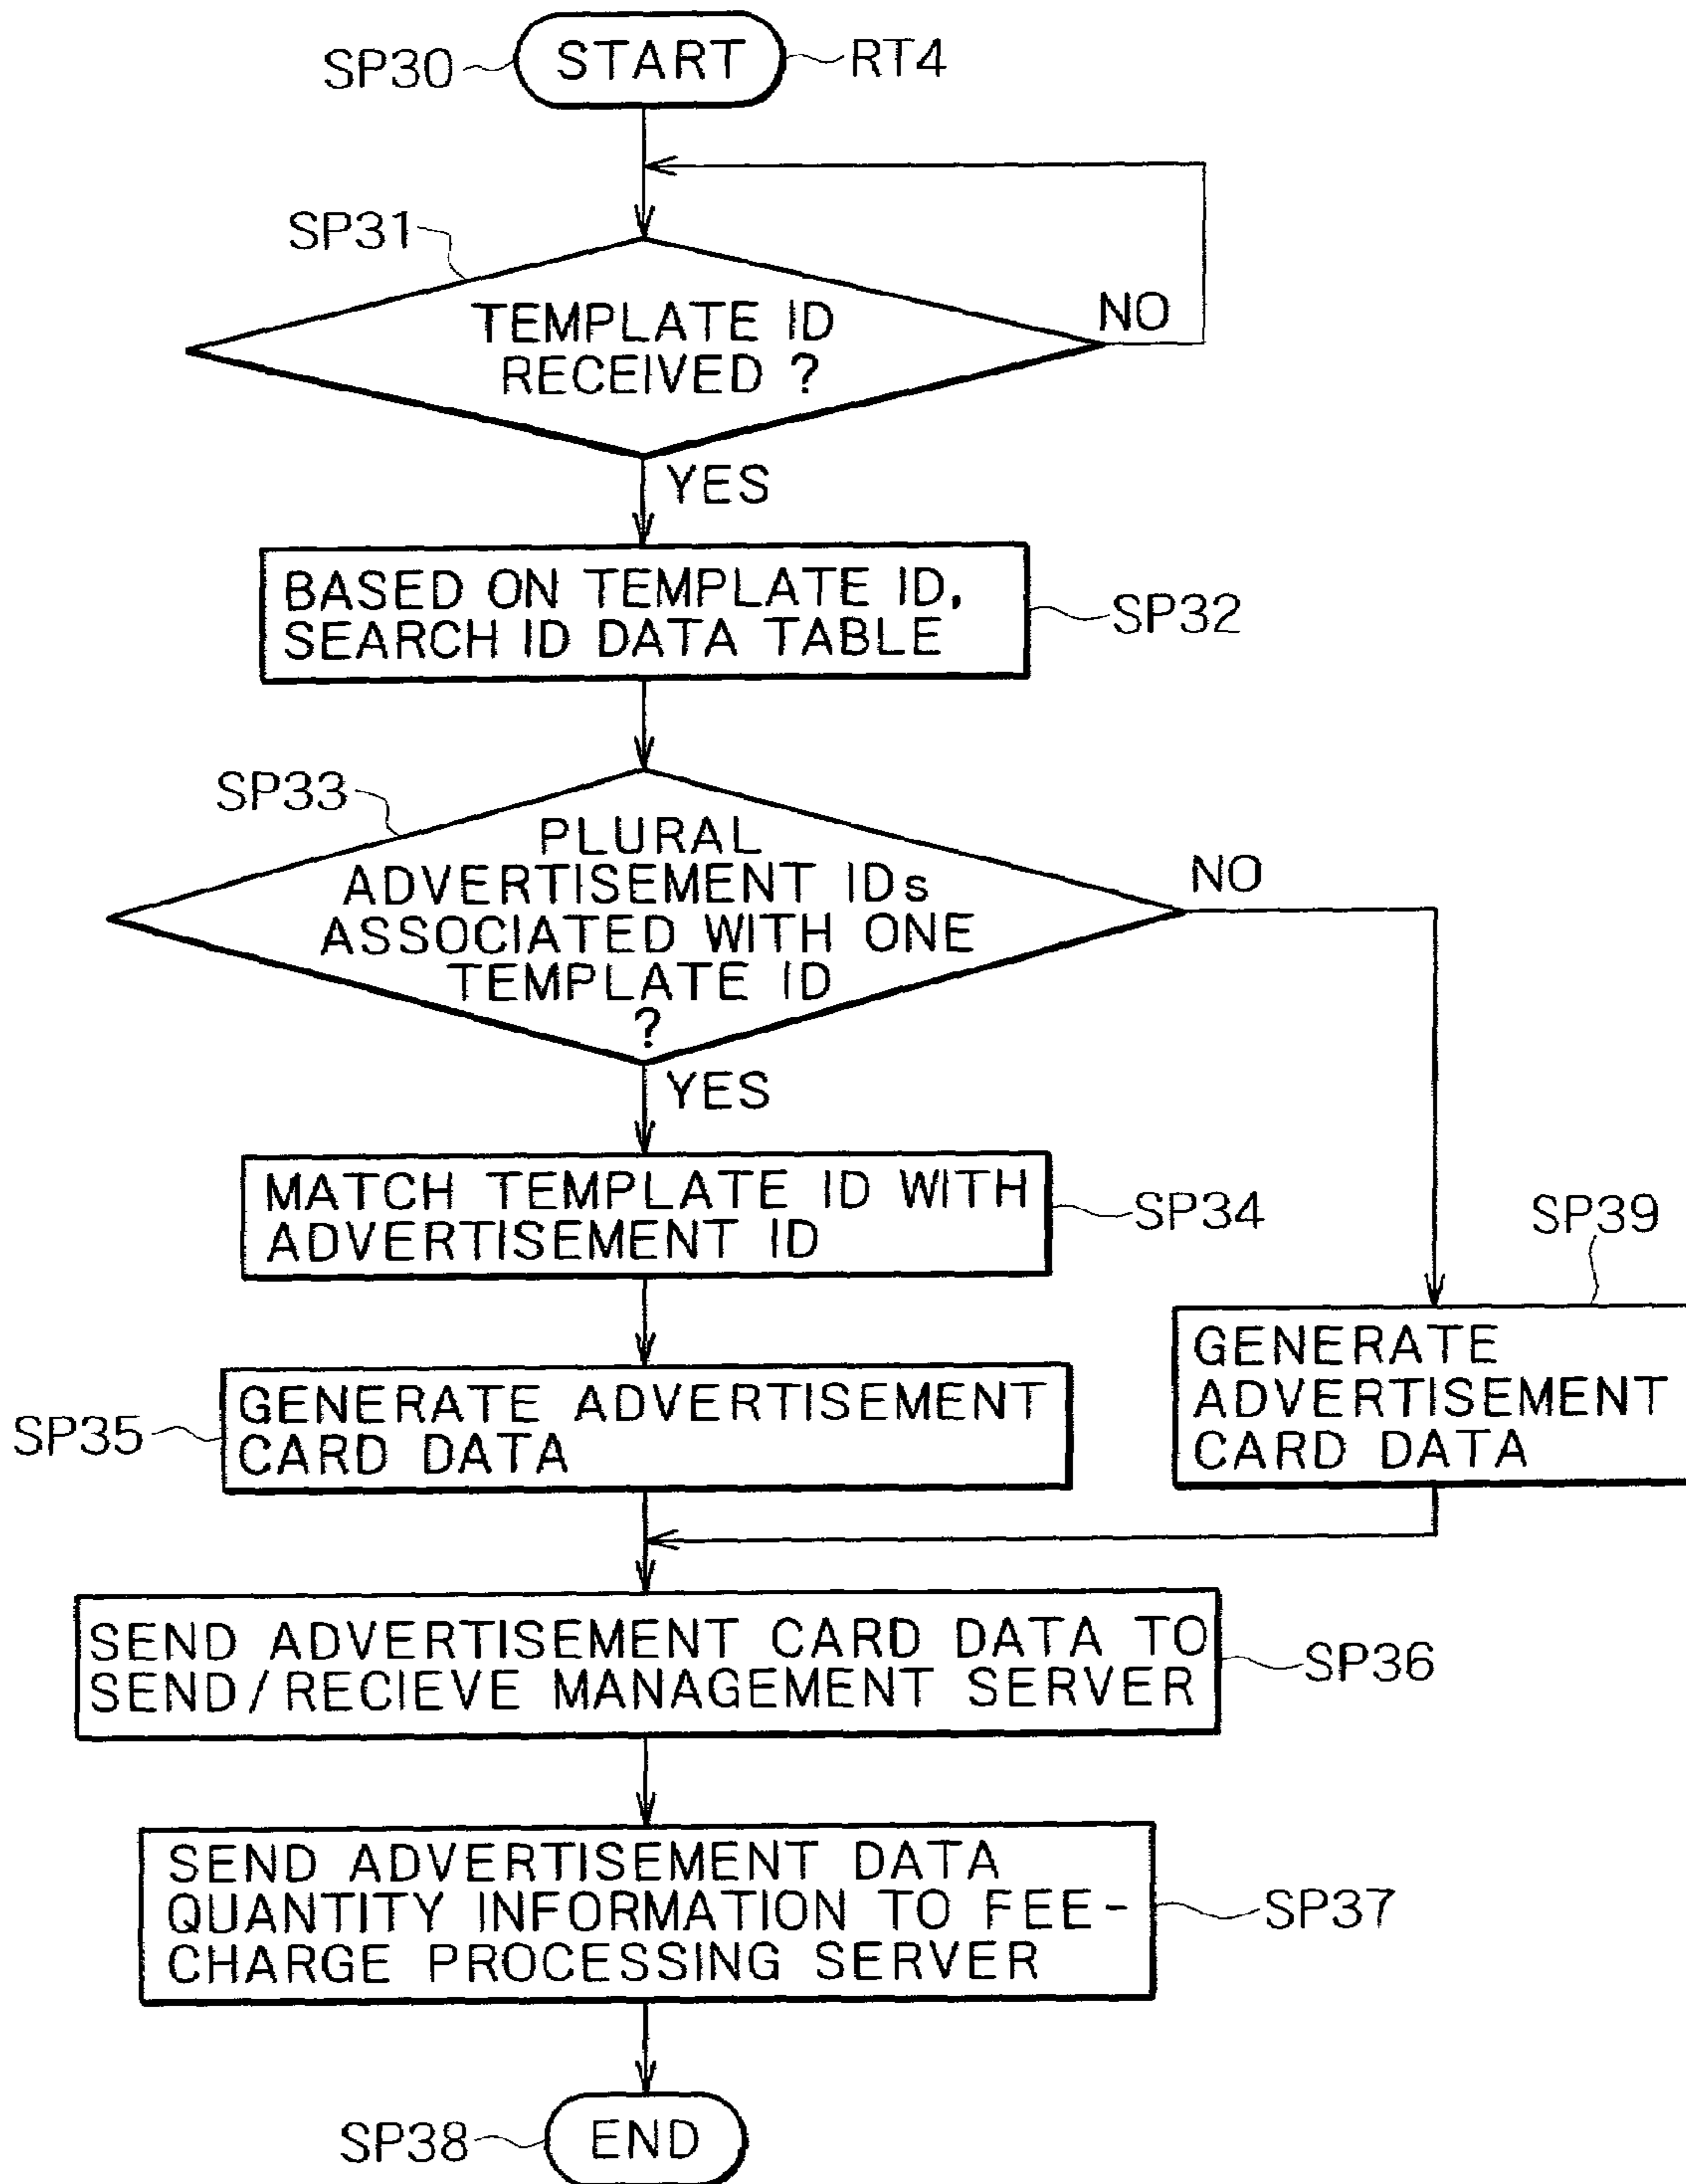 SP30
START
RT4
SP31
TEMPLATE ID
RECEIVED ?
NO
YES
BASED ON TEMPLATE ID,
SEARCH ID DATA TABLE
SP32
SP33
PLURAL
ADVERTISEMENT IDs
ASSOCIATED WITH ONE
TEMPLATE ID
?
NO
YES
MATCH TEMPLATE ID WITH
ADVERTISEMENT ID
SP34
SP39
GENERATE
ADVERTISEMENT
CARD DATA
SP35
GENERATE ADVERTISEMENT
CARD DATA
SEND ADVERTISEMENT CARD DATA TO
SEND/RECIEVE MANAGEMENT SERVER
SP36
SEND ADVERTISEMENT DATA
QUANTITY INFORMATION TO FEE-
CHARGE PROCESSING SERVER
SP37
SP38
END